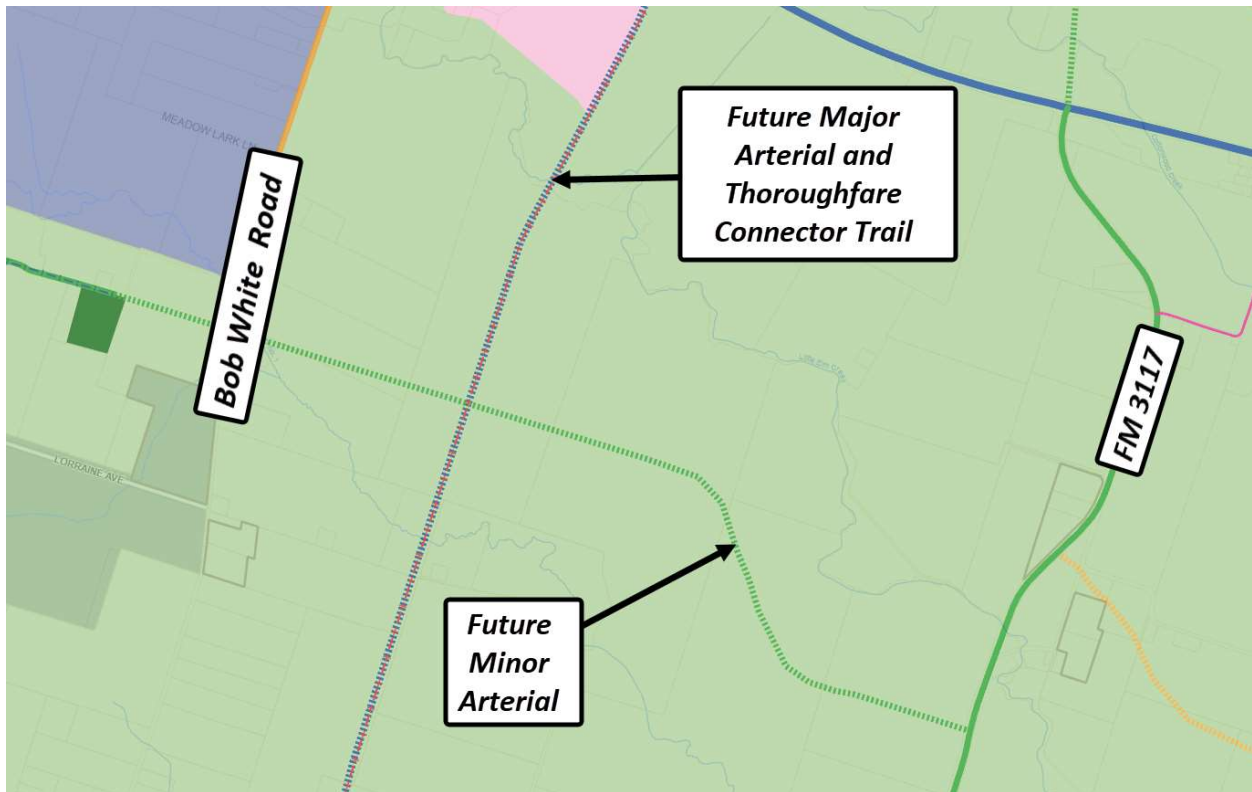 Future Major
Arterial and
Thoroughfare
Connector Trail
MEADOW LARK LN
Bob White Road
FM 3117
LORRAINE AVE
Future
Minor
Arterial